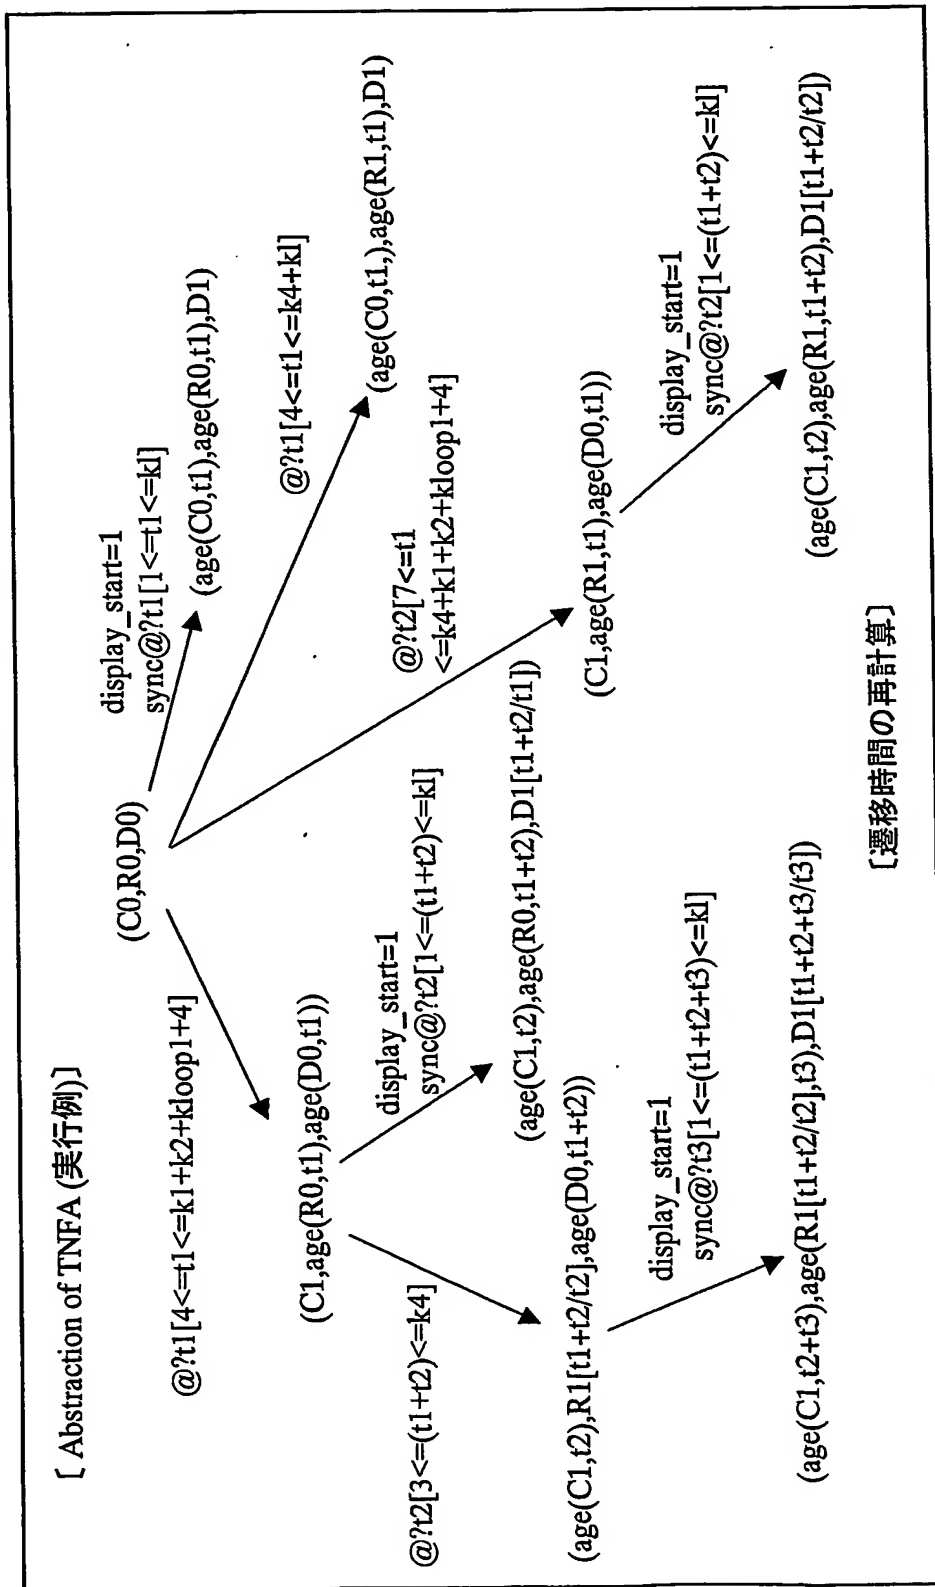 [ Abstraction of TNFA (実行例)]
(C0,R0,D0)
display_start=1
sync@?t1[1<=t1<=kl]
(age(C0,t1),age(R0,t1),D1)
@?t1[4<=t1<=k4+kl]
(age(C0,t1,),age(R1,t1),D1)
@?t1[4<=t1<=k1+k2+kloop1+4]
@?t2[7<=t1
<=k4+k1+k2+kloop1+4]
(C1,age(R0,t1),age(D0,t1))
display_start=1
sync@?t2[1<=(t1+t2)<=kl]
(age(C1,t2),age(R0,t1+t2),D1[t1+t2/t1])
(C1,age(R1,t1),age(D0,t1))
display_start=1
sync@?t2[1<=(t1+t2)<=kl]
(age(C1,t2),age(R1,t1+t2),D1[t1+t2/t2])
@?t2[3<=(t1+t2)<=k4]
(age(C1,t2),R1[t1+t2/t2],age(D0,t1+t2))
display_start=1
sync@?t3[1<=(t1+t2+t3)<=kl]
(age(C1,t2+t3),age(R1[t1+t2/t2],t3),D1[t1+t2+t3/t3])
[遷移時間の再計算]